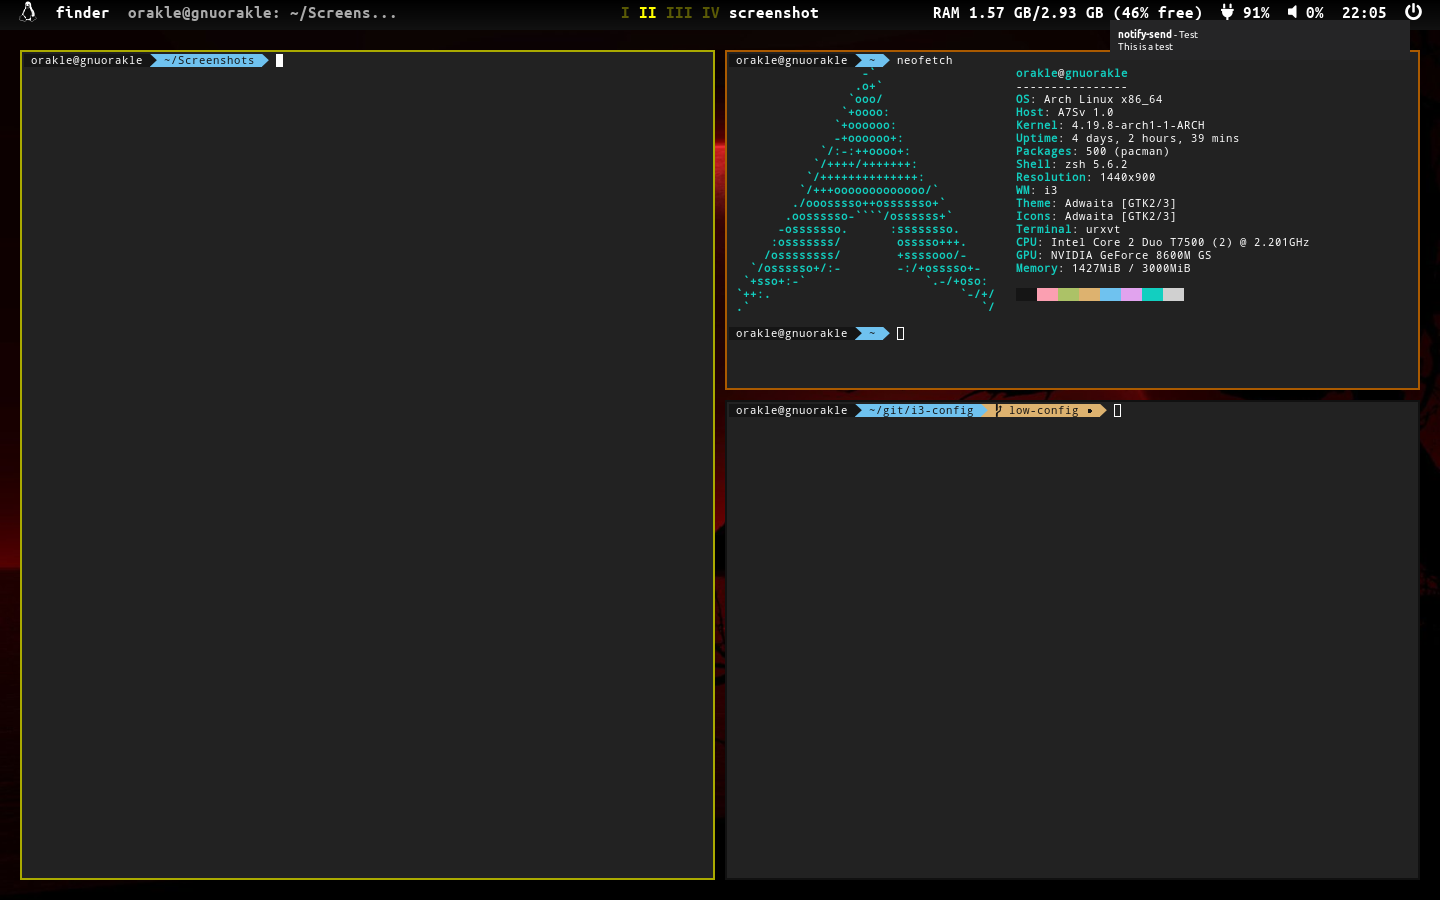 finder orakle@gnuorakle: ~/Screens... I II III IV screenshot RAM 1.57 GB/2.93 GB (46% free) 91% 0% 22:05
notify-send - Test
This is a test
orakle@gnuorakle ~/Screenshots
orakle@gnuorakle ~ neofetch
orakle@gnuorakle
----------------
OS: Arch Linux x86_64
Host: A7Sv 1.0
Kernel: 4.19.8-arch1-1-ARCH
Uptime: 4 days, 2 hours, 39 mins
Packages: 500 (pacman)
Shell: zsh 5.6.2
Resolution: 1440x900
WM: i3
Theme: Adwaita [GTK2/3]
Icons: Adwaita [GTK2/3]
Terminal: urxvt
CPU: Intel Core 2 Duo T7500 (2) @ 2.201GHz
GPU: NVIDIA GeForce 8600M GS
Memory: 1427MiB / 3000MiB
orakle@gnuorakle ~
orakle@gnuorakle ~/git/i3-config low-config